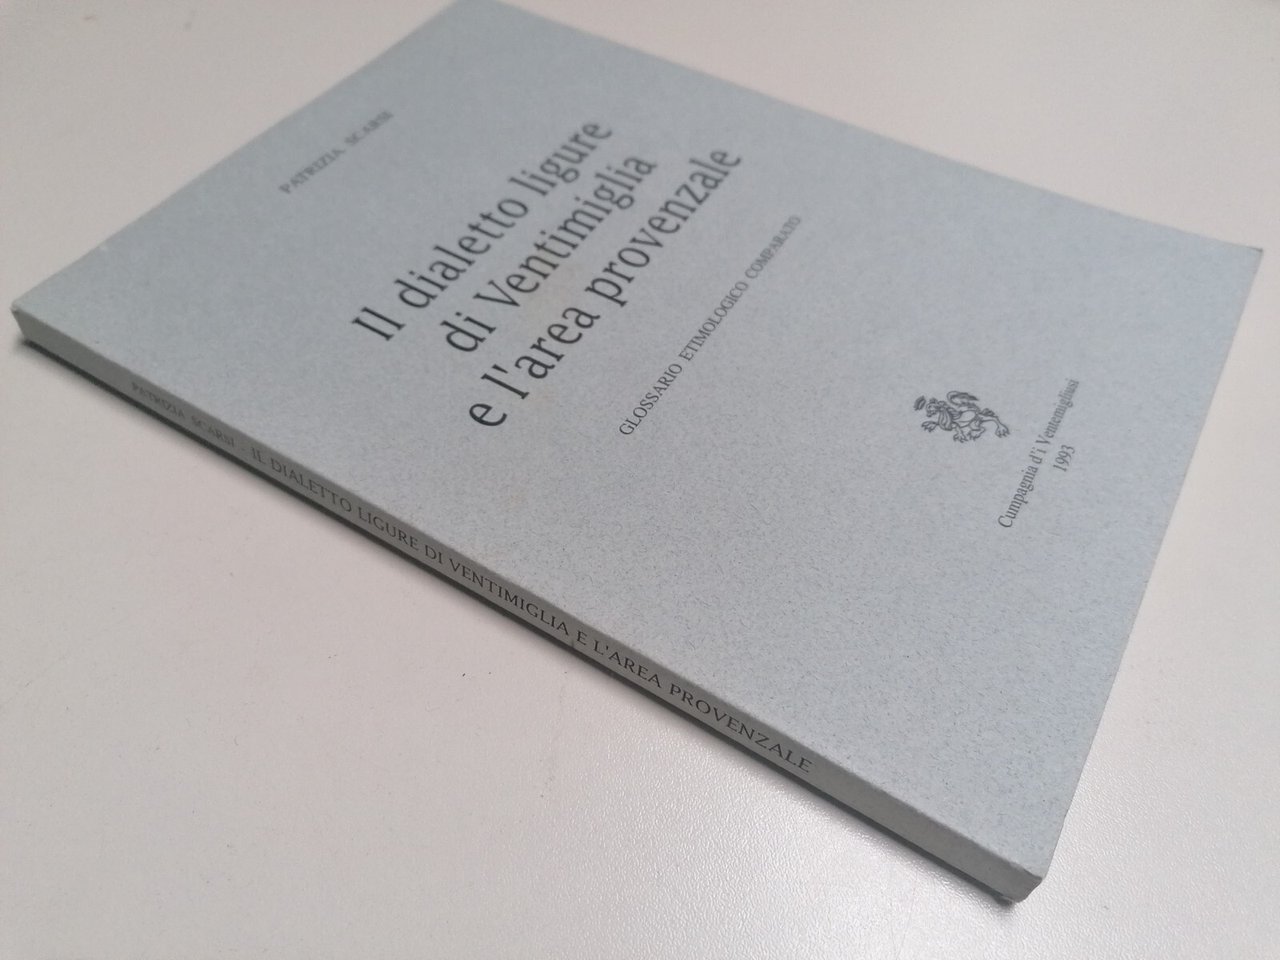 PATRIZIA SCARSI
Il dialetto ligure
di Ventimiglia
e l'area provenzale
GLOSSARIO ETIMOLOGICO COMPARATO
Cumpagnia d'i Ventemigliusi
1993
PATRIZIA SCARSI - IL DIALETTO LIGURE DI VENTIMIGLIA E L'AREA PROVENZALE